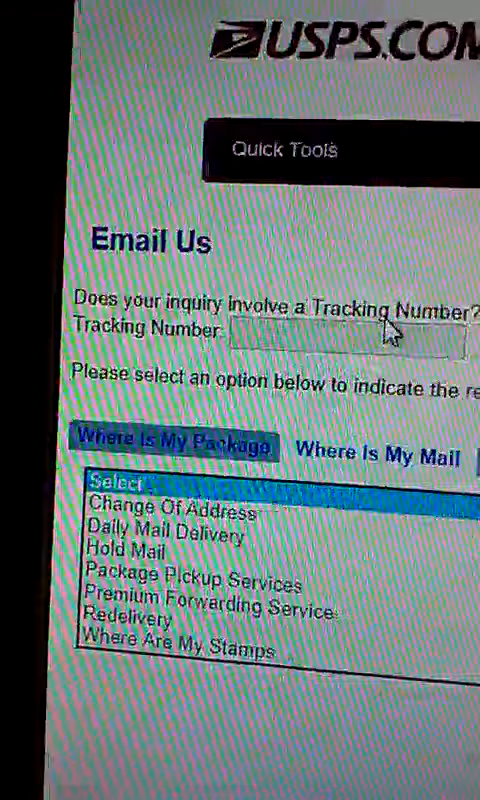 USPS.COM
Quick Tools
Email Us
Does your inquiry involve a Tracking Number?
Tracking Number:
Please select an option below to indicate the
Where Is My Package Where Is My Mail
Select
Change Of Address
Daily Mail Delivery
Hold Mail
Package Pickup Services
Premium Forwarding Service
Redelivery
Where Are My Stamps